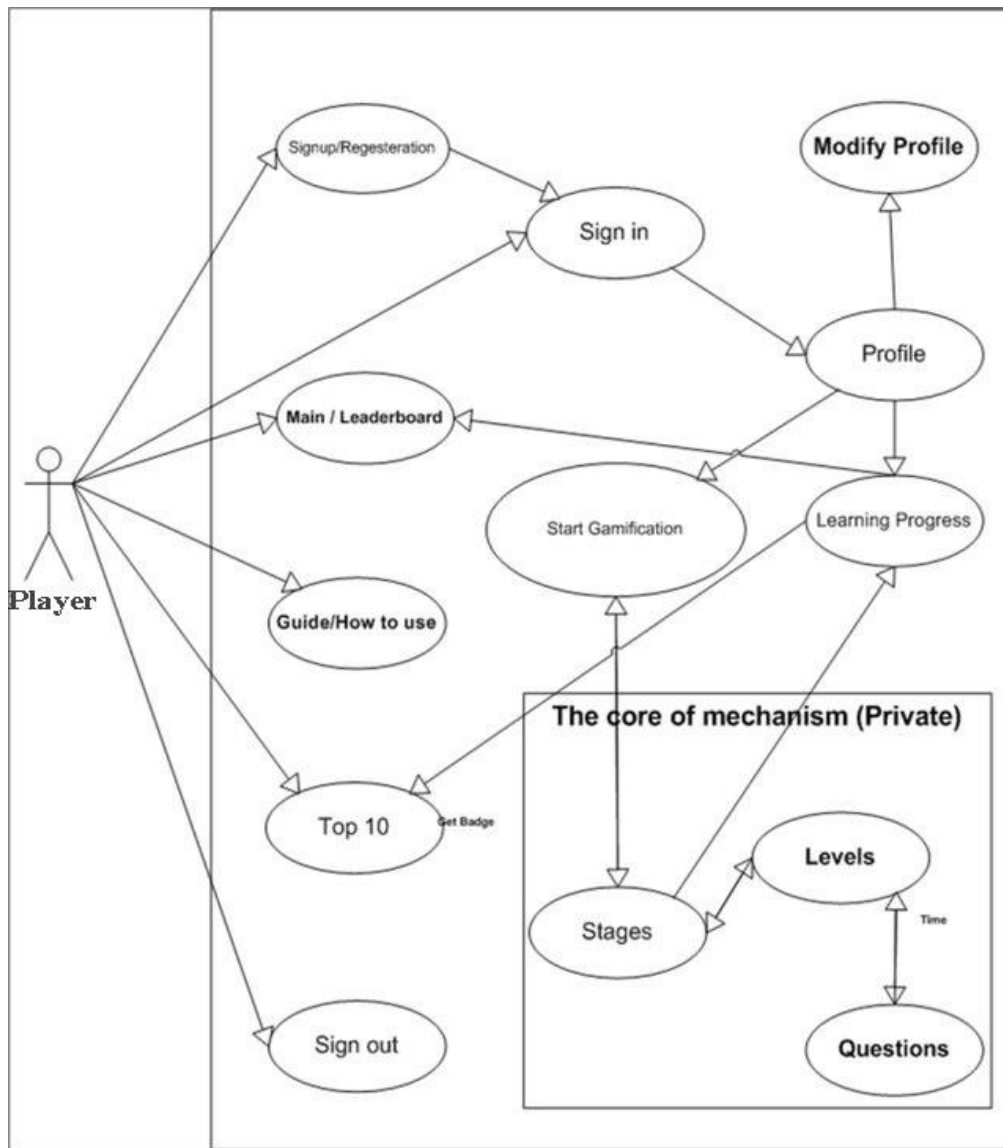 Signup/Regesteration
Modify Profile
Sign in
Profile
Main / Leaderboard
Start Gamification
Learning Progress
Player
Guide/How to use
The core of mechanism (Private)
Top 10
Get Badge
Levels
Time
Stages
Sign out
Questions